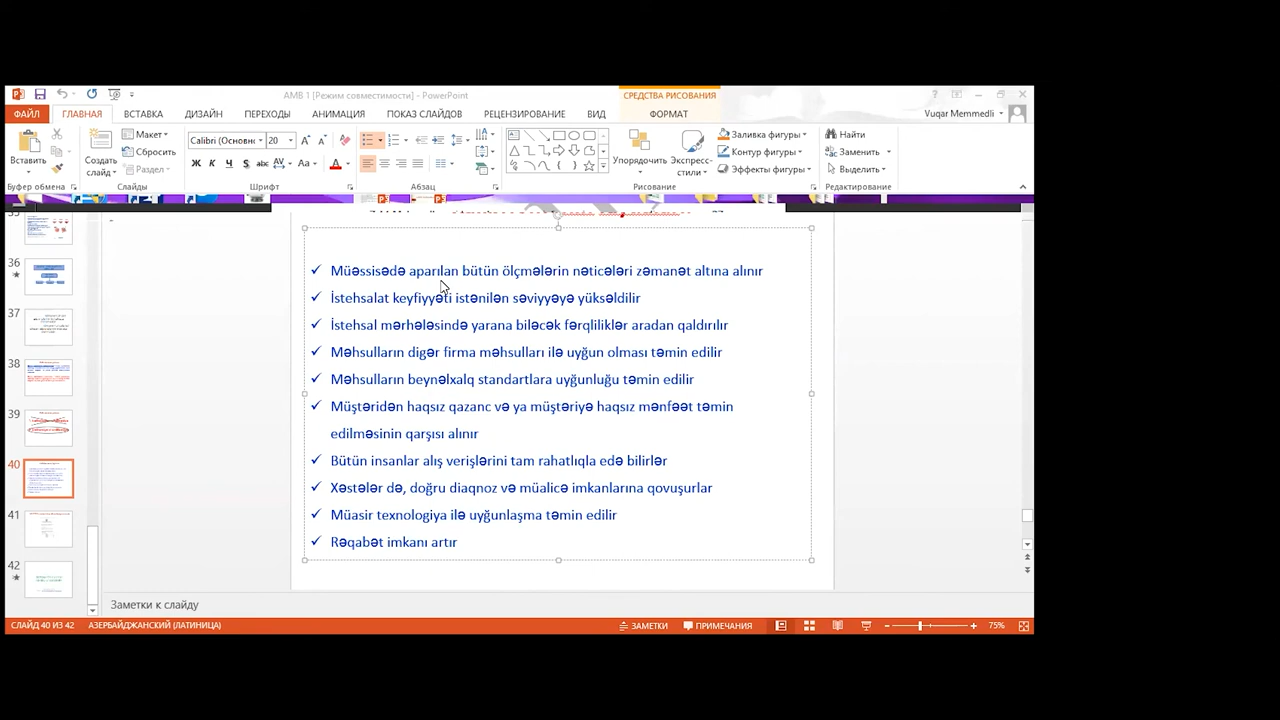 AMB 1 [Режим совместимости] - PowerPoint
СРЕДСТВА РИСОВАНИЯ
ФАЙЛ ГЛАВНАЯ ВСТАВКА ДИЗАЙН ПЕРЕХОДЫ АНИМАЦИЯ ПОКАЗ СЛАЙДОВ РЕЦЕНЗИРОВАНИЕ ВИД ФОРМАТ Vuqar Memmedli
Вставить
Создать слайд
Макет
Сбросить
Раздел
Calibri (Основн 20
Ж К Ч S abc AV Aa A
Упорядочить
Экспресс-стили
Заливка фигуры
Контур фигуры
Эффекты фигуры
Найти
Заменить
Выделить
Буфер обмена Слайды Шрифт Абзац Рисование Редактирование
Müəssisədə aparılan bütün ölçmələrin nəticələri zəmanət altına alınır
İstehsalat keyfiyyəti istənilən səviyyəyə yüksəldilir
İstehsal mərhələsində yarana biləcək fərqliliklər aradan qaldırılır
Məhsulların digər firma məhsulları ilə uyğun olması təmin edilir
Məhsulların beynəlxalq standartlara uyğunluğu təmin edilir
Müştəridən haqsız qazanc və ya müştəriyə haqsız mənfəət təmin
edilməsinin qarşısı alınır
Bütün insanlar alış verişlərini tam rahatlıqla edə bilirlər
Xəstələr də, doğru diaqnoz və müalicə imkanlarına qovuşurlar
Müasir texnologiya ilə uyğunlaşma təmin edilir
Rəqabət imkanı artır
36
37
38
39
40
41
42
Заметки к слайду
СЛАЙД 40 ИЗ 42 АЗЕРБАЙДЖАНСКИЙ (ЛАТИНИЦА) ЗАМЕТКИ ПРИМЕЧАНИЯ 75%